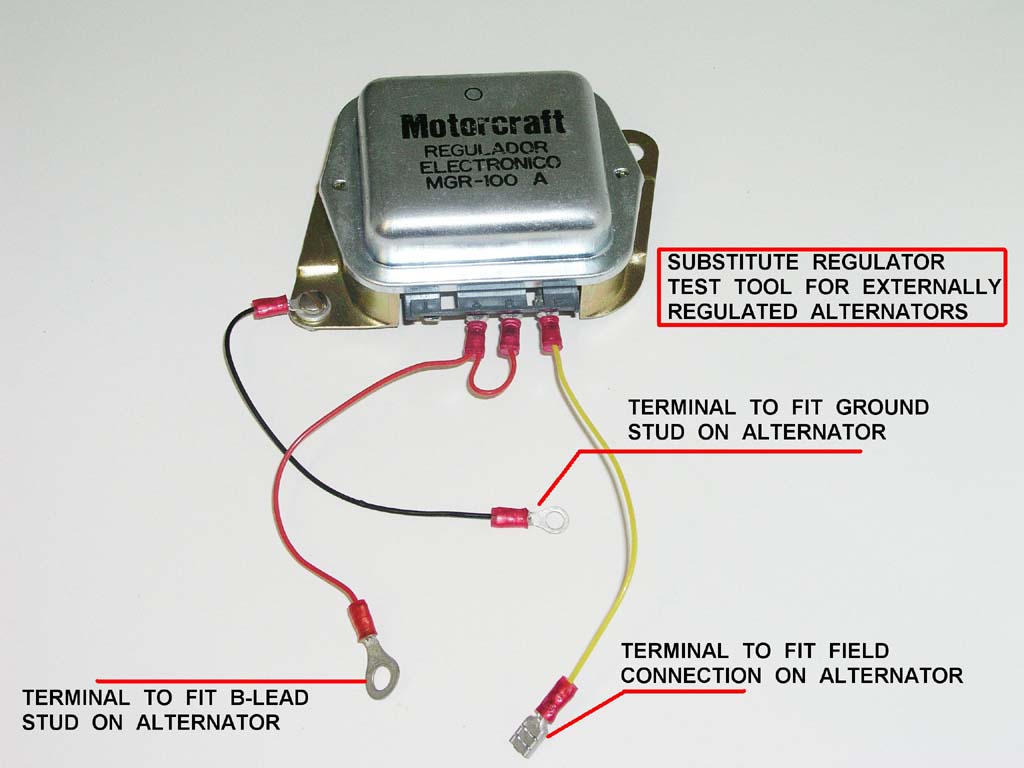 Motorcraft
REGULADOR
ELECTRONICO
MGR-100 A
SUBSTITUTE REGULATOR
TEST TOOL FOR EXTERNALLY
REGULATED ALTERNATORS
TERMINAL TO FIT GROUND
STUD ON ALTERNATOR
TERMINAL TO FIT FIELD
CONNECTION ON ALTERNATOR
TERMINAL TO FIT B-LEAD
STUD ON ALTERNATOR